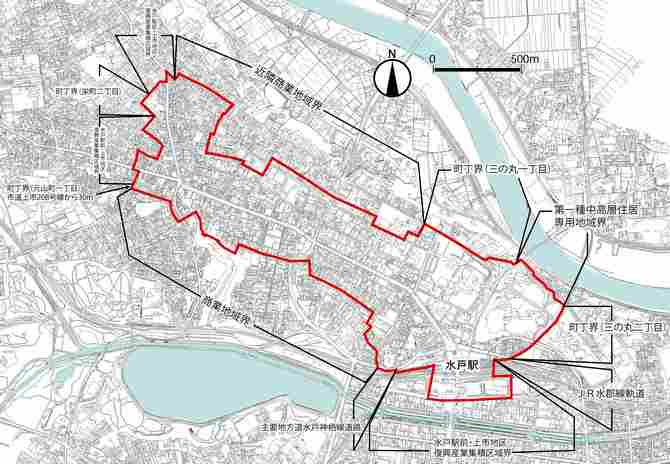 N
0 500m
近隣商業地域界
町丁界(栄町二丁目)
町丁界(三の丸一丁目)
町丁界(元山町一丁目)
市道上市208号線から30m
第一種中高層住居
専用地域界
商業地域界
町丁界(三の丸二丁目)
水戸駅
JR水郡線軌道
主要地方道水戸神栖線道路
水戸駅前・上市地区
復興産業集積区域界